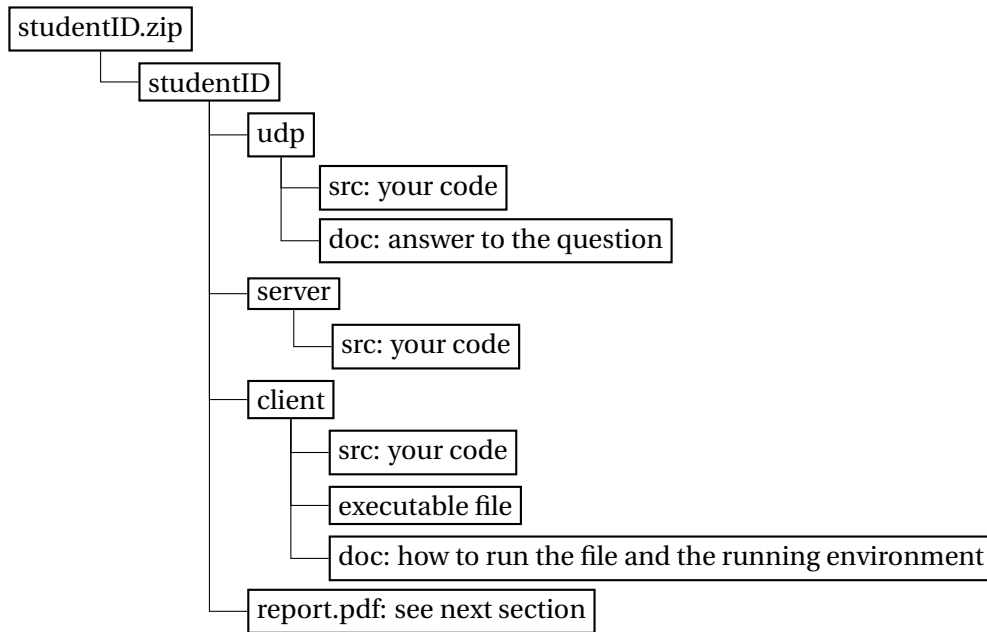 studentID.zip
studentID
udp
src: your code
doc: answer to the question
server
src: your code
client
src: your code
executable file
doc: how to run the file and the running environment
report.pdf: see next section